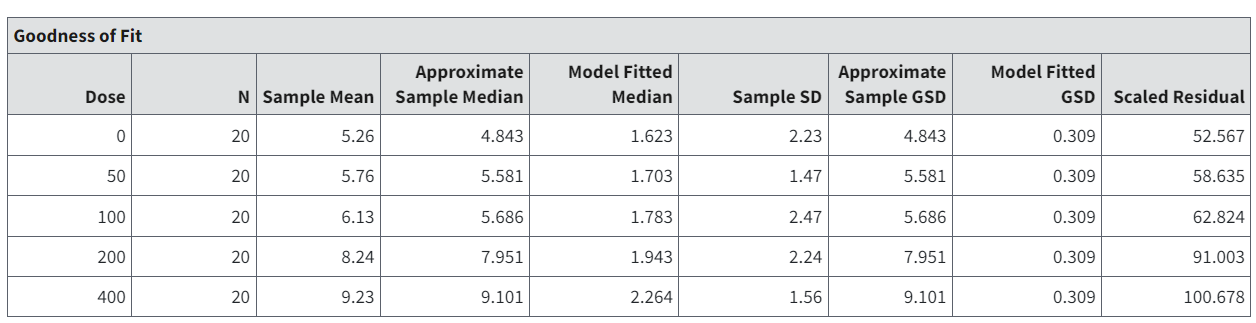 Goodness of Fit
Dose N Sample Mean Approximate Sample Median Model Fitted Median Sample SD Approximate Sample GSD Model Fitted GSD Scaled Residual
0 20 5.26 4.843 1.623 2.23 4.843 0.309 52.567
50 20 5.76 5.581 1.703 1.47 5.581 0.309 58.635
100 20 6.13 5.686 1.783 2.47 5.686 0.309 62.824
200 20 8.24 7.951 1.943 2.24 7.951 0.309 91.003
400 20 9.23 9.101 2.264 1.56 9.101 0.309 100.678